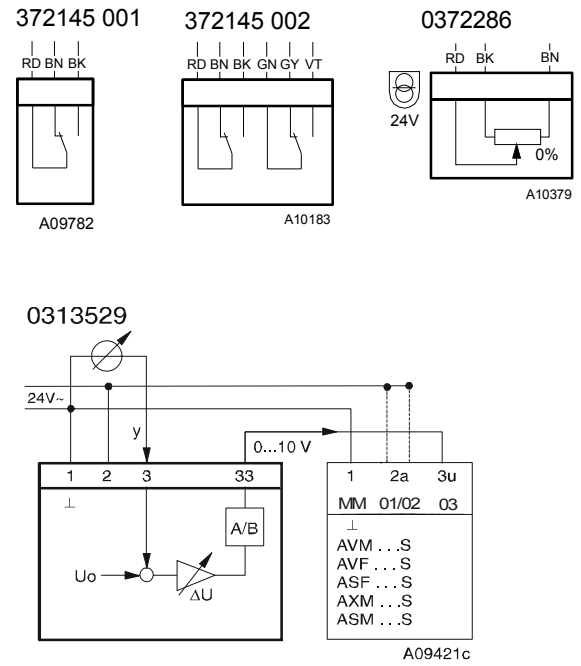 372145 001
372145 002
0372286
RD BN BK
RD BN BK GN GY VT
RD BK BN
24V
0%
A09782
A10183
A10379
0313529
24V~
y
0...10 V
1 2 3 33
1 2a 3u
MM 01/02 03
⊥
⊥
A/B
Uo
ΔU
AVM ...S
AVF ...S
ASF ...S
AXM ...S
ASM ...S
A09421c